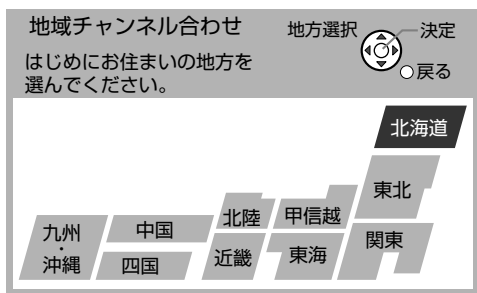 地域チャンネル合わせ
地方選択
決定
戻る
はじめにお住まいの地方を
選んでください。
北海道
東北
北陸
甲信越
中国
九州
・
沖縄
関東
近畿
東海
四国